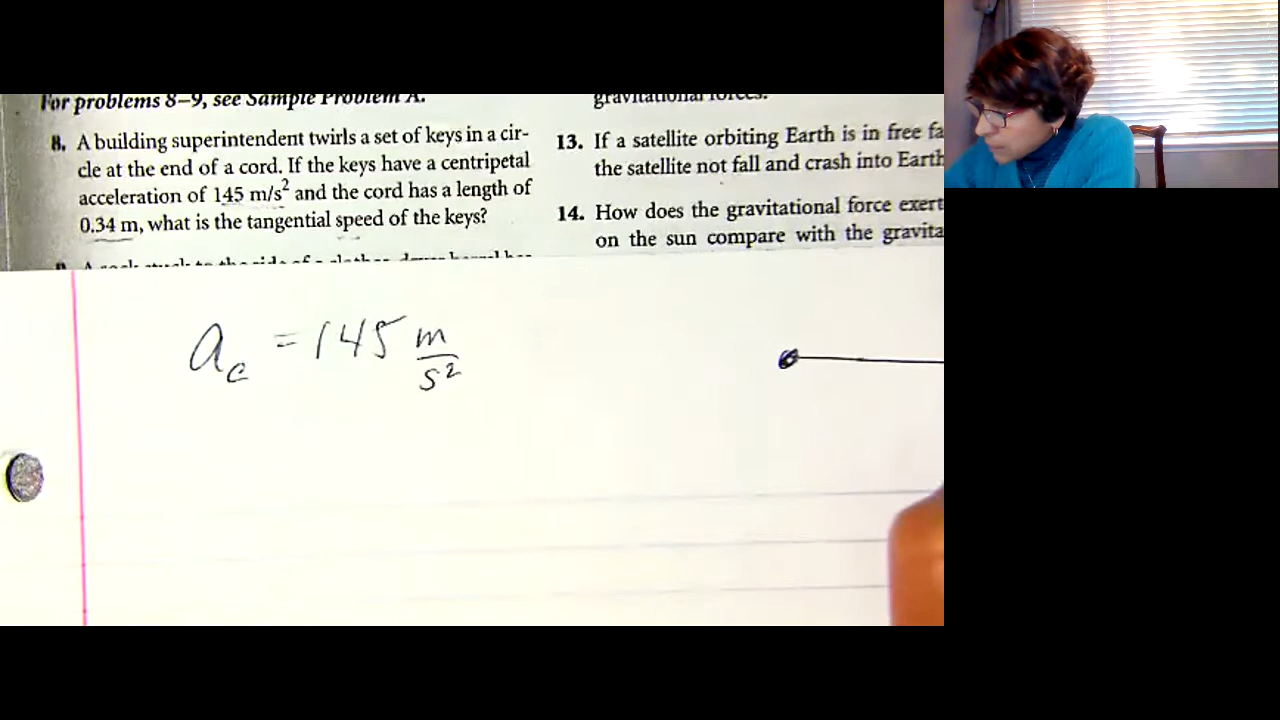 For problems 8–9, see Sample Problem A.
8. A building superintendent twirls a set of keys in a cir-
cle at the end of a cord. If the keys have a centripetal
acceleration of 145 m/s² and the cord has a length of
0.34 m, what is the tangential speed of the keys?
gravitational forces.
13. If a satellite orbiting Earth is in free fa
the satellite not fall and crash into Earth
14. How does the gravitational force exert
on the sun compare with the gravita
a_c = 145 m/s²